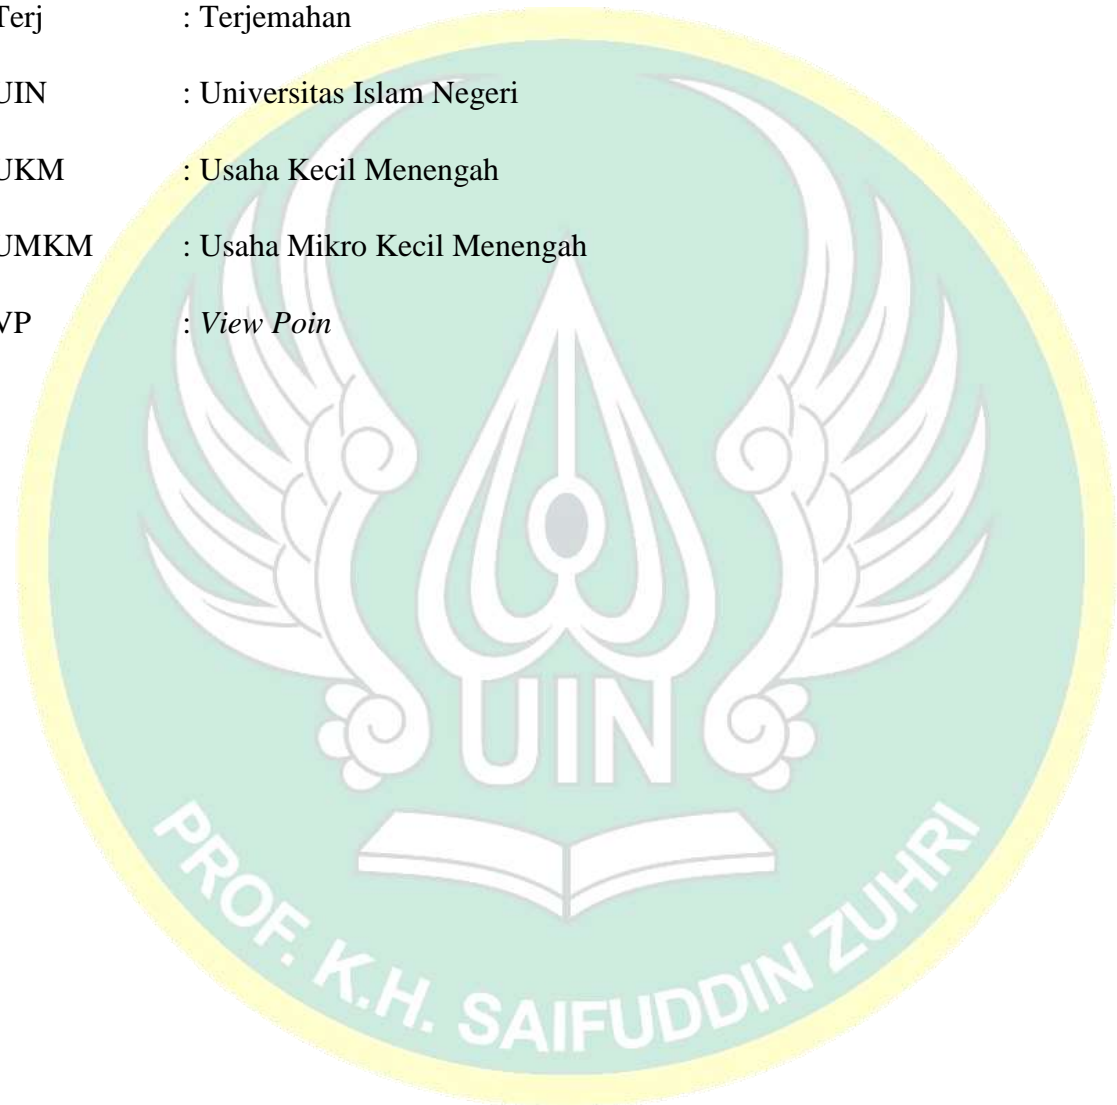 Terj : Terjemahan
UIN : Universitas Islam Negeri
UKM : Usaha Kecil Menengah
UMKM : Usaha Mikro Kecil Menengah
VP : View Poin
UIN
PROF. K.H. SAIFUDDIN ZUHRI